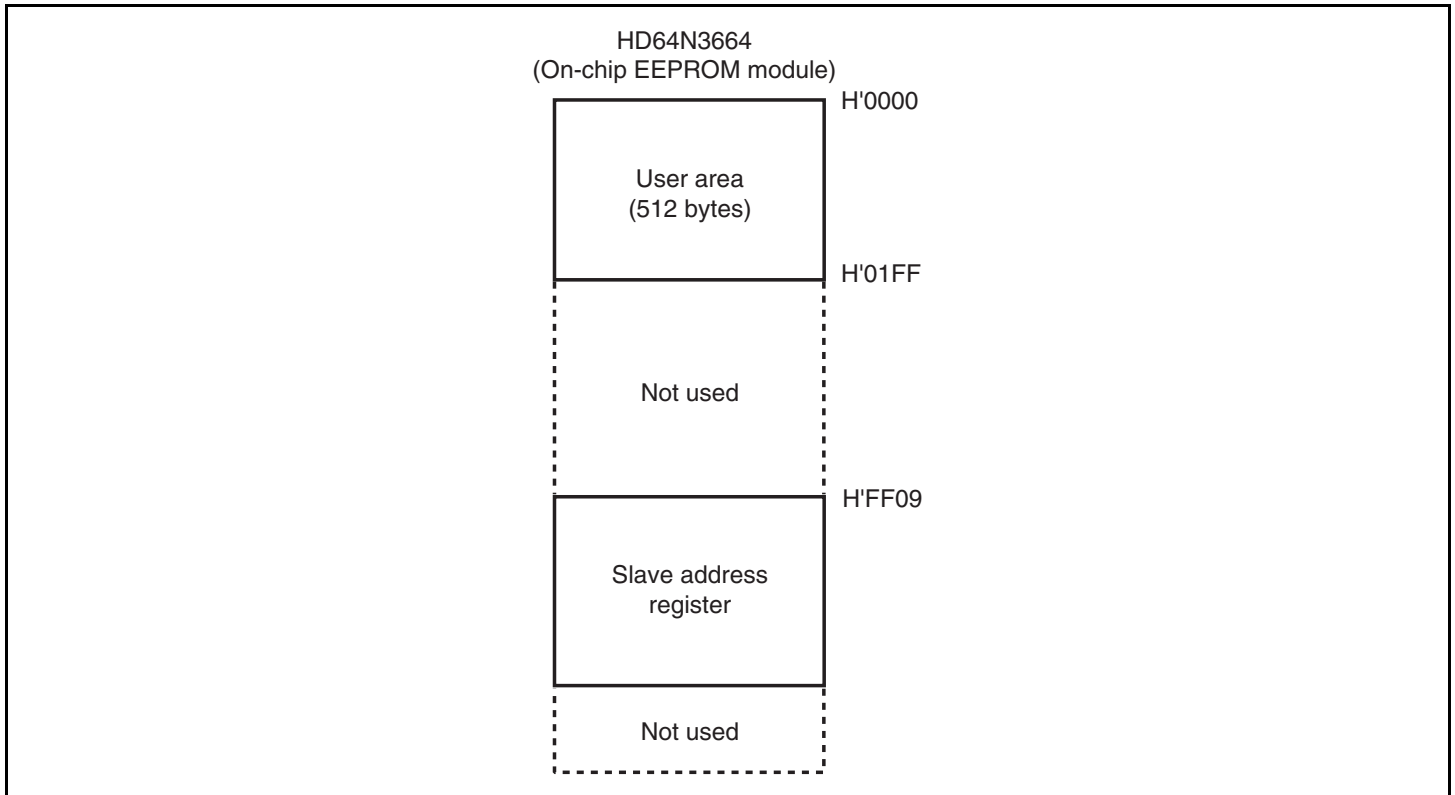 HD64N3664
(On-chip EEPROM module)
H'0000
User area
(512 bytes)
H'01FF
Not used
H'FF09
Slave address
register
Not used